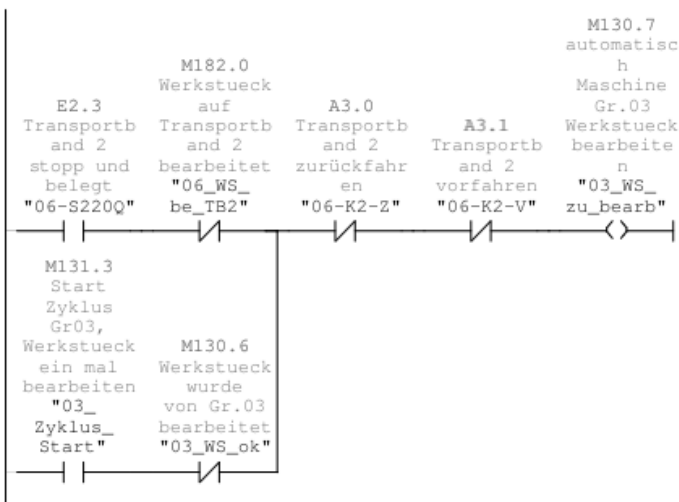 E2.3
Transportb
and 2
stopp und
belegt
"06-S220Q"
M182.0
Werkstueck
auf
Transportb
and 2
bearbeitet
"06_WS_
be_TB2"
A3.0
Transportb
and 2
zurückfahr
en
"06-K2-Z"
A3.1
Transportb
and 2
vorfahren
"06-K2-V"
M130.7
automatisc
h
Maschine
Gr.03
Werkstueck
bearbeite
n
"03_WS_
zu_bearb"
M131.3
Start
Zyklus
Gr03,
Werkstueck
ein mal
bearbeiten
"03_
Zyklus_
Start"
M130.6
Werkstueck
wurde
von Gr.03
bearbeitet
"03_WS_ok"